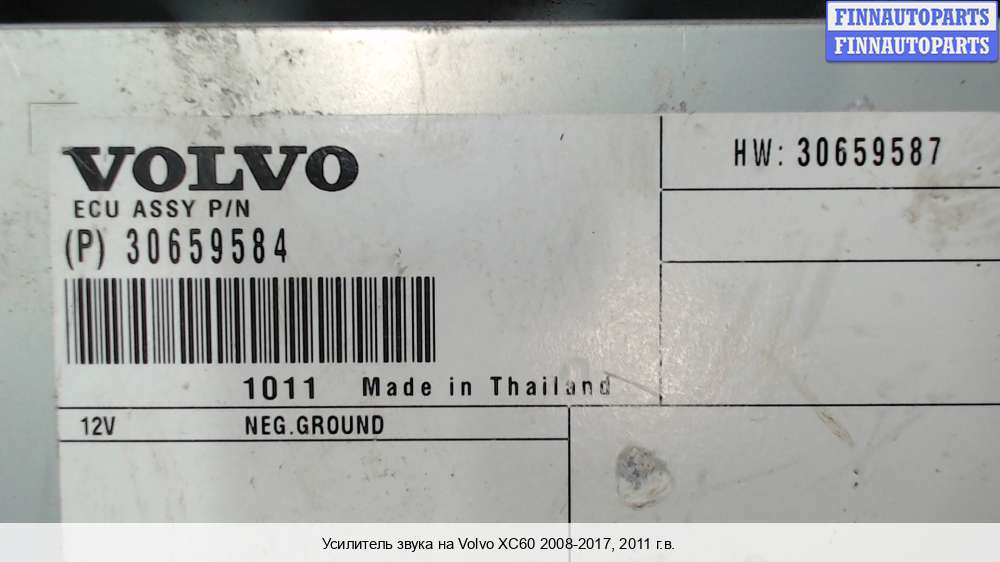 FINNAUTOPARTS
FINNAUTOPARTS
VOLVO
ECU ASSY P/N
(P) 30659584
HW: 30659587
1011 Made in Thailand
12V NEG.GROUND
Усилитель звука на Volvo XC60 2008-2017, 2011 г.в.